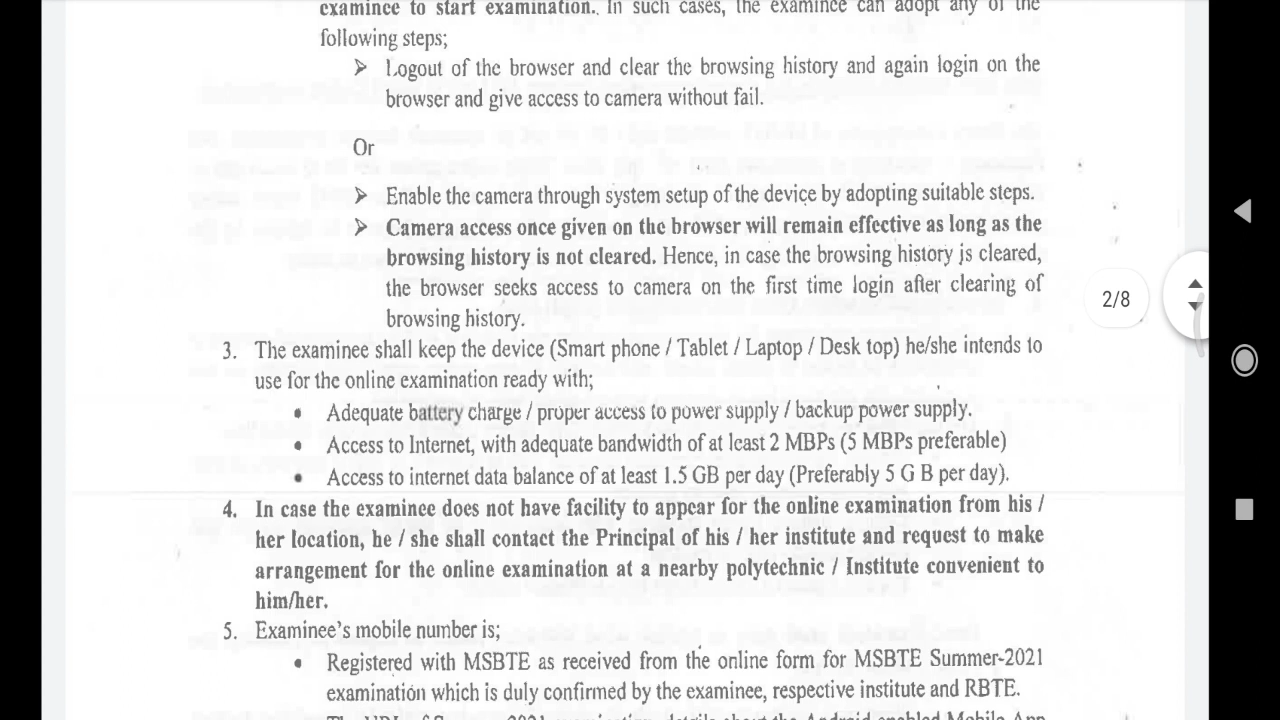 examinee to start examination.. In such cases, the examinee can adopt any of the
following steps;
➢ Logout of the browser and clear the browsing history and again login on the
browser and give access to camera without fail.
Or
➢ Enable the camera through system setup of the device by adopting suitable steps.
➢ Camera access once given on the browser will remain effective as long as the
browsing history is not cleared. Hence, in case the browsing history is cleared,
the browser seeks access to camera on the first time login after clearing of
browsing history.
2/8
3. The examinee shall keep the device (Smart phone / Tablet / Laptop / Desk top) he/she intends to
use for the online examination ready with;
• Adequate battery charge / proper access to power supply / backup power supply.
• Access to Internet, with adequate bandwidth of at least 2 MBPs (5 MBPs preferable)
• Access to internet data balance of at least 1.5 GB per day (Preferably 5 G B per day).
4. In case the examinee does not have facility to appear for the online examination from his /
her location, he / she shall contact the Principal of his / her institute and request to make
arrangement for the online examination at a nearby polytechnic / Institute convenient to
him/her.
5. Examinee's mobile number is;
• Registered with MSBTE as received from the online form for MSBTE Summer-2021
examination which is duly confirmed by the examinee, respective institute and RBTE.